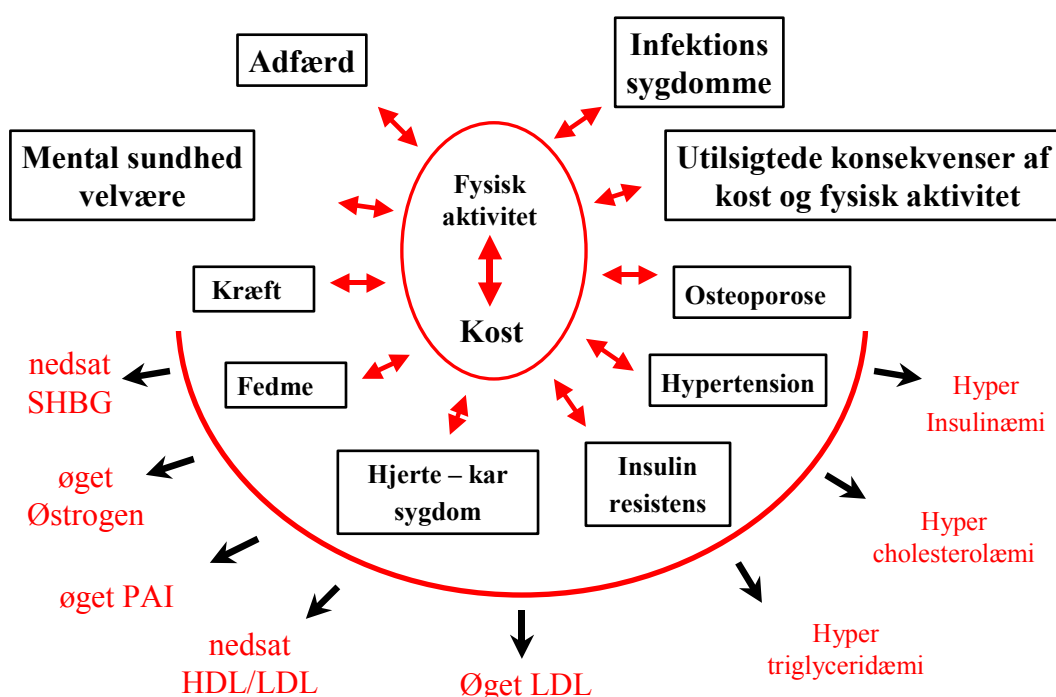 Adfærd
Infektions
sygdomme
Mental sundhed
velvære
Fysisk
aktivitet
Utilsigtede konsekvenser af
kost og fysisk aktivitet
Kræft
Kost
Osteoporose
nedsat
SHBG
Fedme
Hypertension
Hyper
Insulinæmi
Hjerte – kar
sygdom
Insulin
resistens
øget
Østrogen
Hyper
cholesterolæmi
øget PAI
nedsat
HDL/LDL
Øget LDL
Hyper
triglyceridæmi